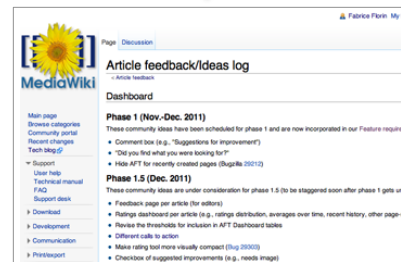 Fabrice Florin My
Page Discussion
MediaWiki
Article feedback/Ideas log
< Article feedback
Dashboard
Main page
Browse categories
Community portal
Recent changes
Tech blog
Support
User help
Technical manual
FAQ
Support desk
Download
Development
Communication
Print/export
Phase 1 (Nov.-Dec. 2011)
These community ideas have been scheduled for phase 1 and are now incorporated in our Feature require
Comment box (e.g., "Suggestions for improvement")
"Did you find what you were looking for?"
Hide AFT for recently created pages (Bugzilla 29212)
Phase 1.5 (Dec. 2011)
These community ideas are under consideration for phase 1.5 (to be staggered soon after phase 1 gets un
Feedback page per article (for editors)
Ratings dashboard per article (e.g., ratings distribution, averages over time, recent history, other page-
Revise the thresholds for inclusion in AFT Dashboard tables
Different calls to action
Make rating tool more visually compact (Bug 29303)
Checkbox of suggested improvements (e.g., needs image)